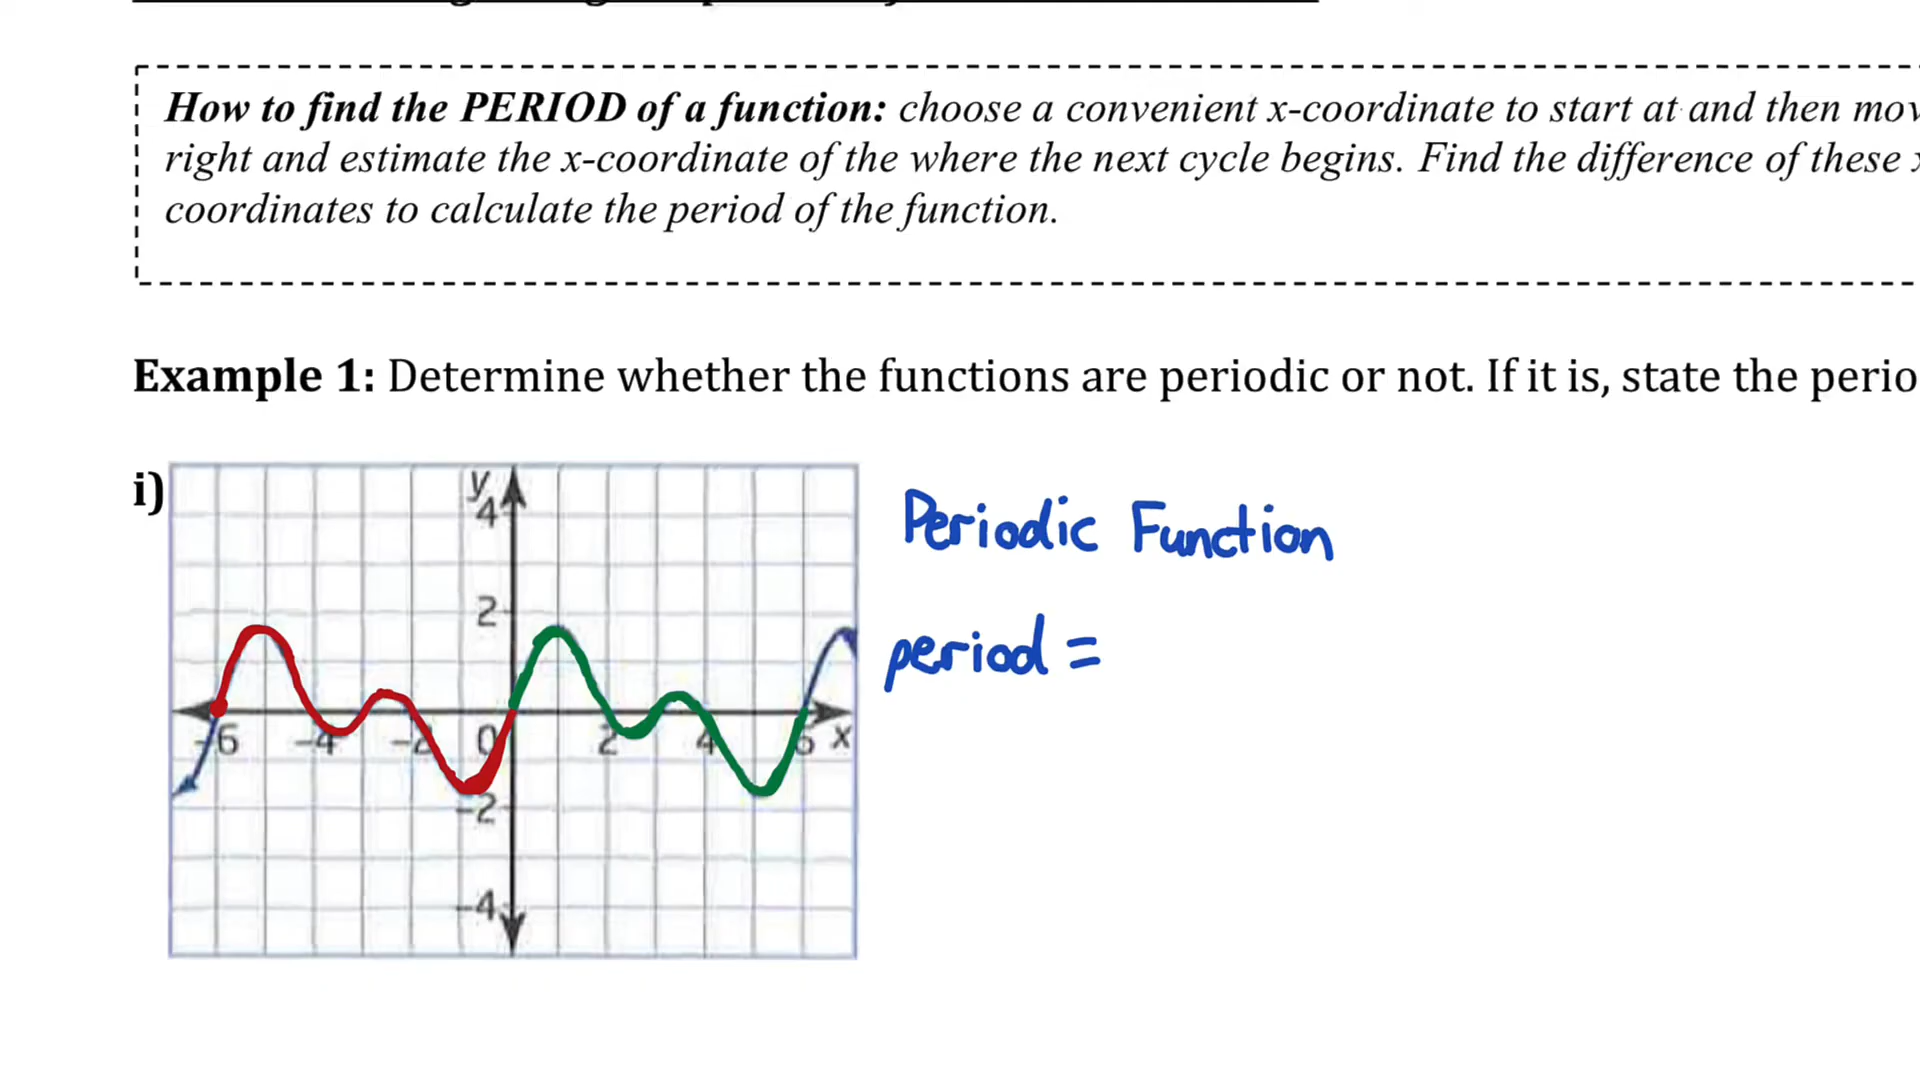 How to find the PERIOD of a function: choose a convenient x-coordinate to start at and then
right and estimate the x-coordinate of the where the next cycle begins. Find the difference of these
coordinates to calculate the period of the function.
Example 1: Determine whether the functions are periodic or not. If it is, state the perio
i)
y
4
Periodic Function
2
period =
-6 -4 -2 0 2 4 6 x
-2
-4